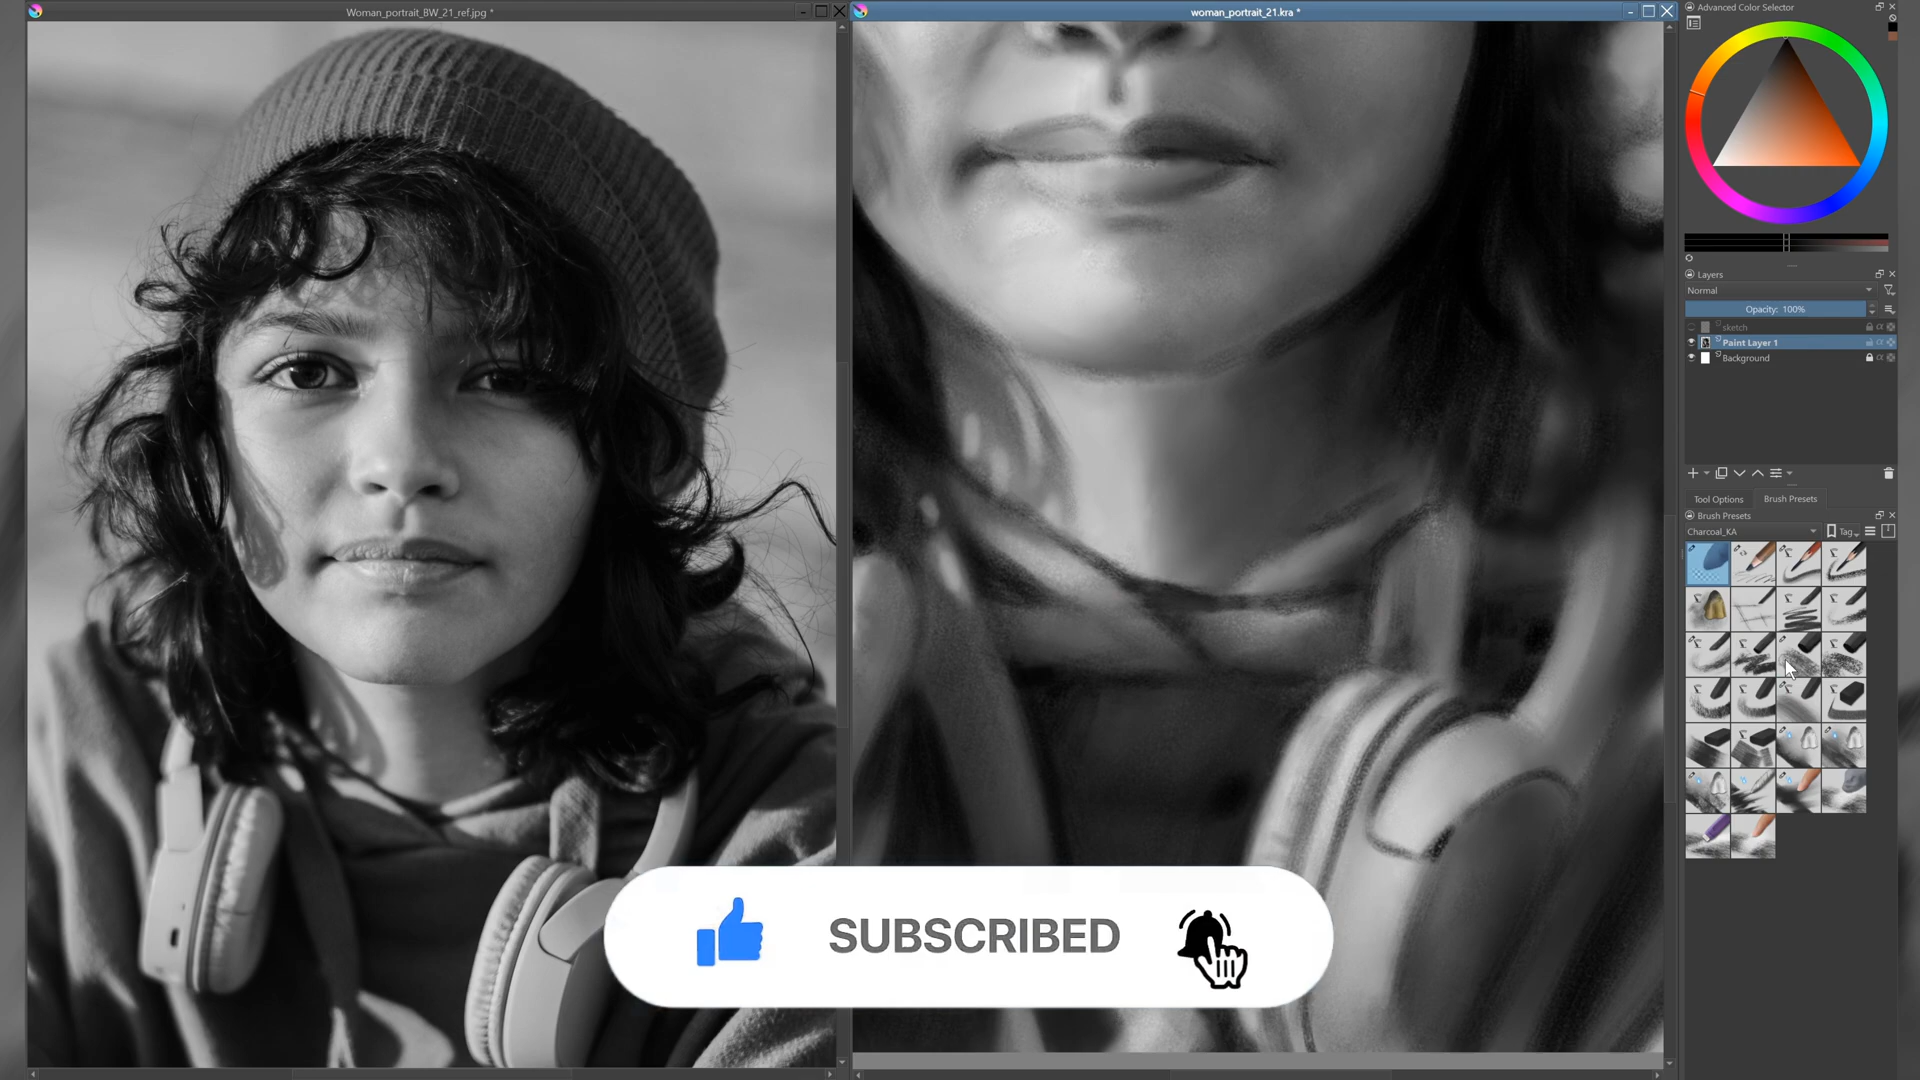 Woman_portrait_BW_21_ref.jpg *
woman_portrait_21.kra *
Advanced Color Selector
Layers
Normal
Opacity: 100%
sketch
Paint Layer 1
Background
Tool Options
Brush Presets
Brush Presets
Charcoal_KA
Tag
SUBSCRIBED